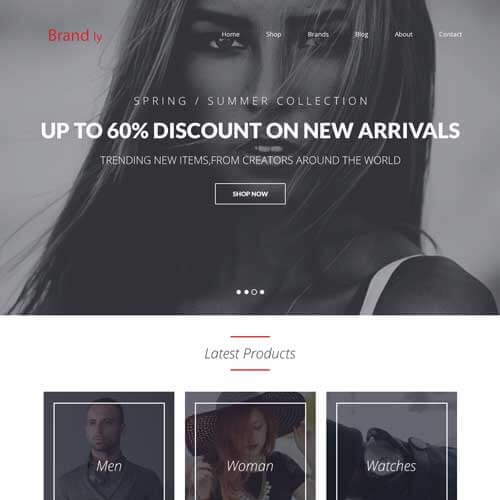 Brand ly
Home Shop Brands Blog About Contact
SPRING / SUMMER COLLECTION
UP TO 60% DISCOUNT ON NEW ARRIVALS
TRENDING NEW ITEMS,FROM CREATORS AROUND THE WORLD
SHOP NOW
Latest Products
Men Woman Watches